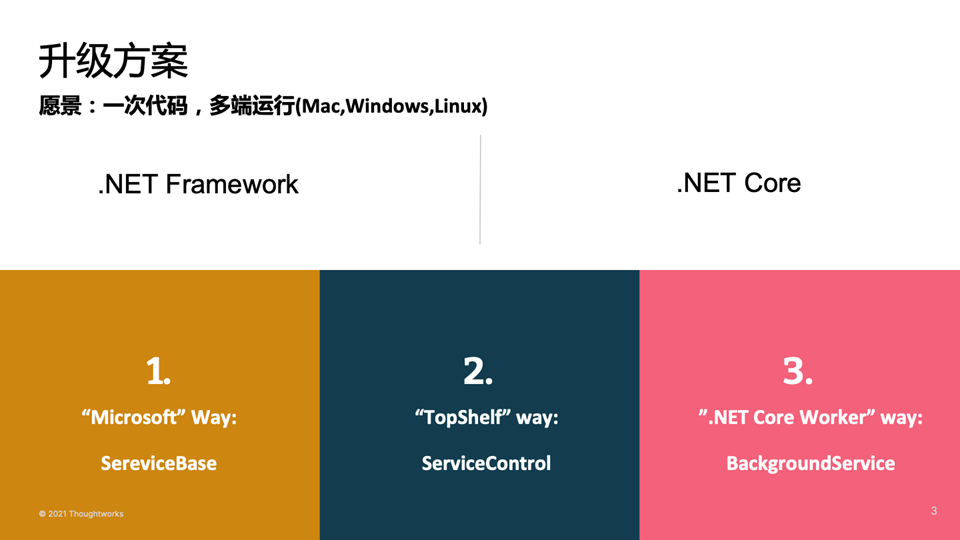 升级方案
愿景：一次代码，多端运行(Mac,Windows,Linux)
.NET Framework
.NET Core
1.
“Microsoft” Way:
SereviceBase
2.
“TopShelf” way:
ServiceControl
3.
”.NET Core Worker” way:
BackgroundService
© 2021 Thoughtworks
3